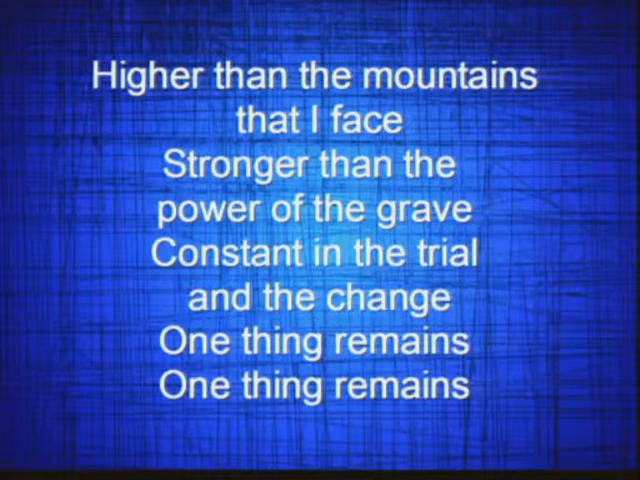 Higher than the mountains
that I face
Stronger than the
power of the grave
Constant in the trial
and the change
One thing remains
One thing remains